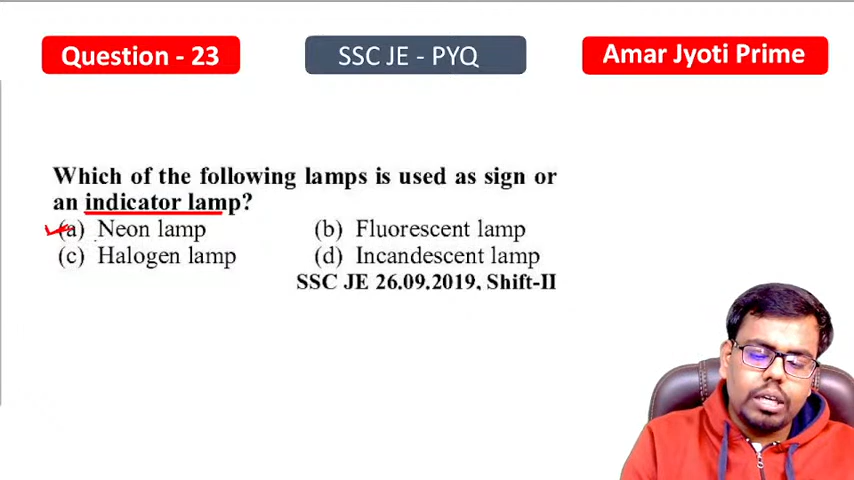 Question - 23
SSC JE - PYQ
Amar Jyoti Prime
Which of the following lamps is used as sign or
an indicator lamp?
(a) Neon lamp
(b) Fluorescent lamp
(c) Halogen lamp
(d) Incandescent lamp
SSC JE 26.09.2019, Shift-II